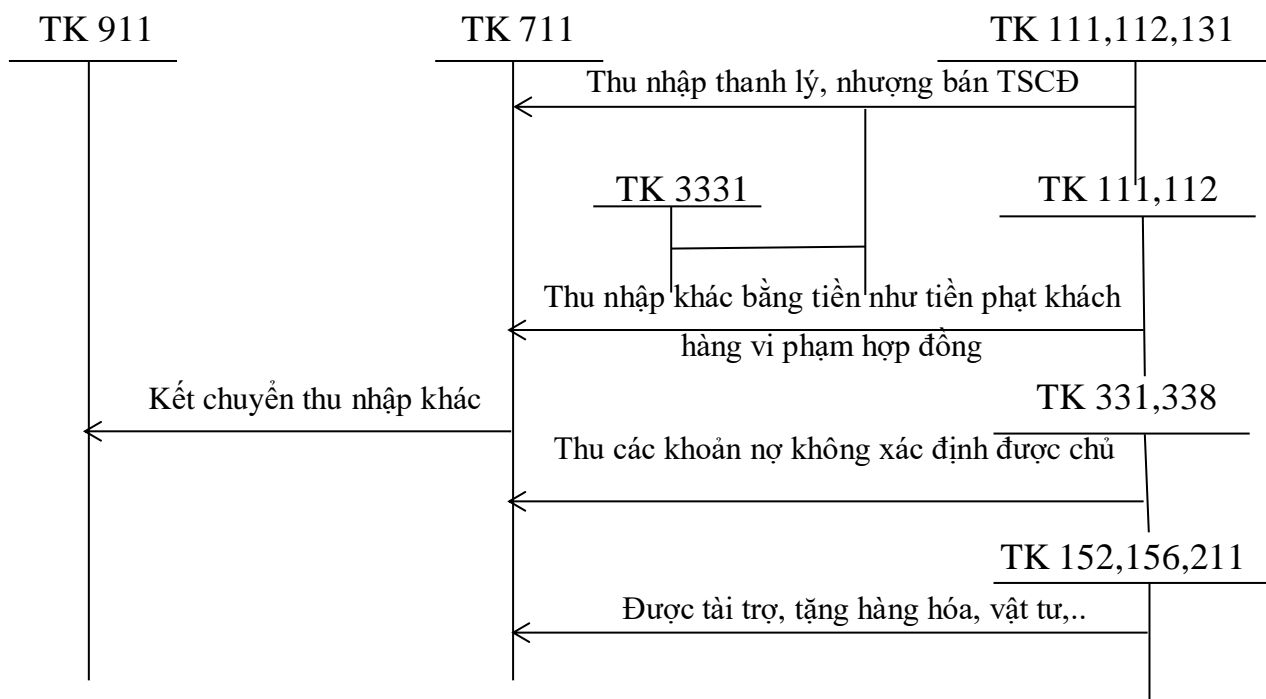 TK 911
TK 711
TK 111,112,131
Thu nhập thanh lý, nhượng bán TSCĐ
TK 3331
TK 111,112
Thu nhập khác bằng tiền như tiền phạt khách
hàng vi phạm hợp đồng
Kết chuyển thu nhập khác
TK 331,338
Thu các khoản nợ không xác định được chủ
TK 152,156,211
Được tài trợ, tặng hàng hóa, vật tư,..